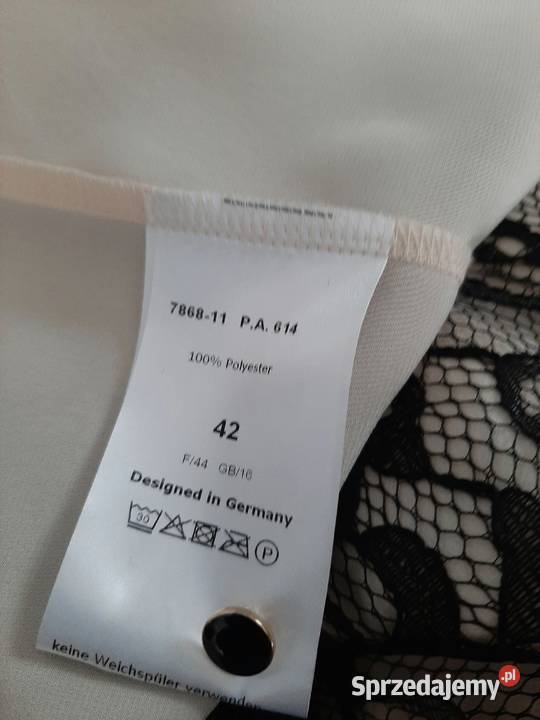 7868-11 P.A. 614
100% Polyester
42
F/44 GB/16
Designed in Germany
30
P
keine Weichspüler verwenden
Sprzedajemy.pl